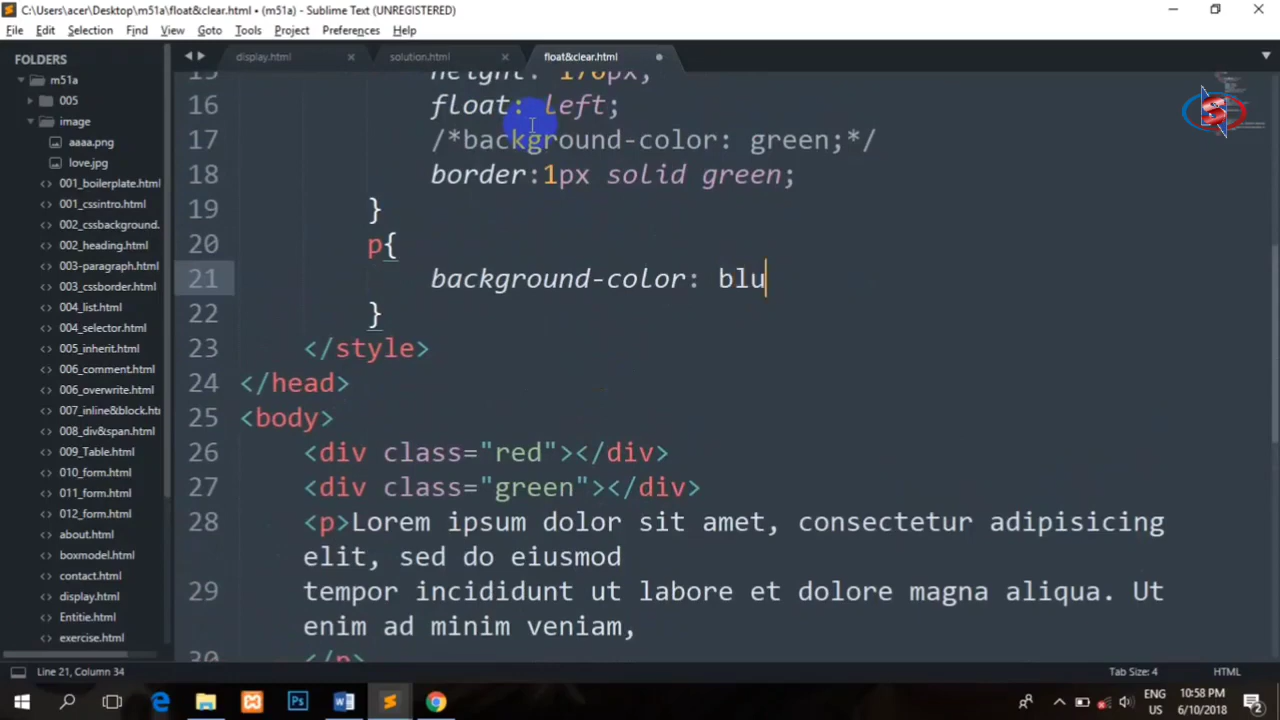 C:\Users\acer\Desktop\m51a\float&clear.html • (m51a) - Sublime Text (UNREGISTERED)
File Edit Selection Find View Goto Tools Project Preferences Help
FOLDERS
m51a
005
image
aaaa.png
love.jpg
001_boilerplate.html
001_cssintro.html
002_cssbackground.
002_heading.html
003-paragraph.html
003_cssborder.html
004_list.html
004_selector.html
005_inherit.html
006_comment.html
006_overwrite.html
007_inline&block.ht
008_div&span.html
009_Table.html
010_form.html
011_form.html
012_form.html
about.html
boxmodel.html
contact.html
display.html
Entitie.html
exercise.html
display.html solution.html float&clear.html
15 height: 170px;
16 float: left;
17 /*background-color: green;*/
18 border:1px solid green;
19 }
20 p{
21 background-color: blu
22 }
23 </style>
24 </head>
25 <body>
26 <div class="red"></div>
27 <div class="green"></div>
28 <p>Lorem ipsum dolor sit amet, consectetur adipisicing
elit, sed do eiusmod
29 tempor incididunt ut labore et dolore magna aliqua. Ut
enim ad minim veniam,
30 </p>
Line 21, Column 34 Tab Size: 4 HTML
ENG 10:58 PM
US 6/10/2018